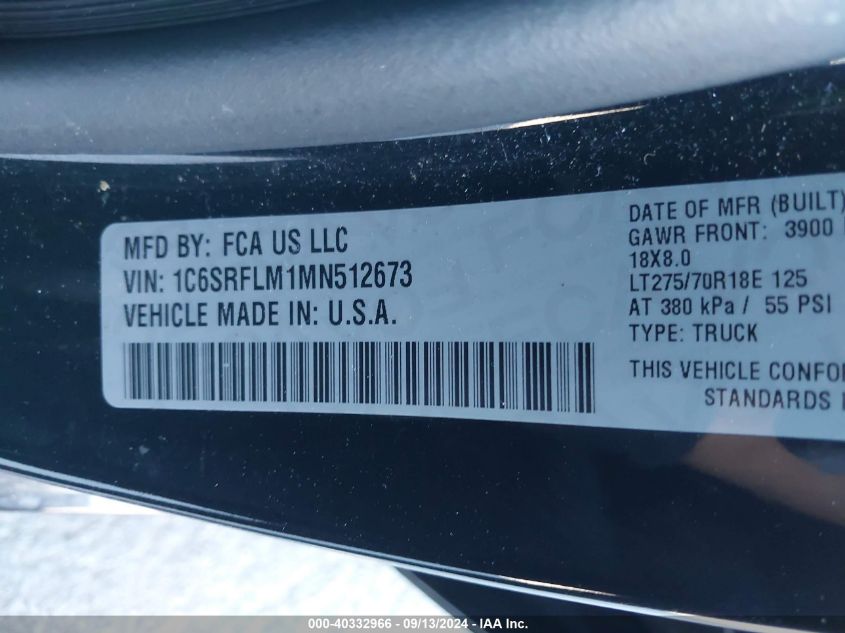 MFD BY: FCA US LLC
VIN: 1C6SRFLM1MN512673
VEHICLE MADE IN: U.S.A.
DATE OF MFR (BUILT)
GAWR FRONT: 3900
18X8.0
LT275/70R18E 125
AT 380 kPa / 55 PSI
TYPE: TRUCK
THIS VEHICLE CONFO
STANDARDS
000-40332966 - 09/13/2024 - IAA Inc.